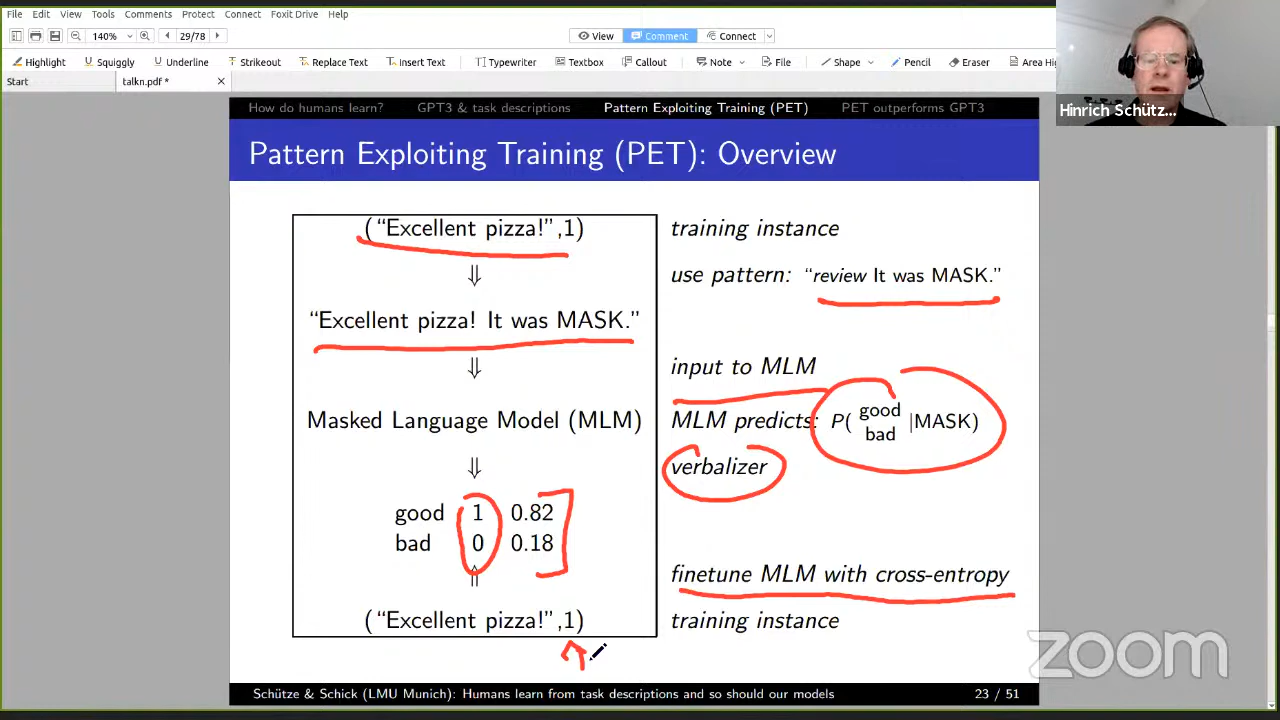 File Edit View Tools Comments Protect Connect Foxit Drive Help
140% 29/78 View Comment Connect
Highlight Squiggly Underline Strikeout Replace Text Insert Text Typewriter Textbox Callout Note File Shape Pencil Eraser Area Hi
Start talkn.pdf *
Hinrich Schütz...
How do humans learn? GPT3 & task descriptions Pattern Exploiting Training (PET) PET outperforms GPT3
Pattern Exploiting Training (PET): Overview
(“Excellent pizza!”,1) training instance
⇓ use pattern: “review It was MASK.”
“Excellent pizza! It was MASK.”
⇓ input to MLM
Masked Language Model (MLM) MLM predicts: P( good bad |MASK)
⇓ verbalizer
good 1 0.82
bad 0 0.18
⇑ finetune MLM with cross-entropy
(“Excellent pizza!”,1) training instance
Schütze & Schick (LMU Munich): Humans learn from task descriptions and so should our models 23 / 51
zoom